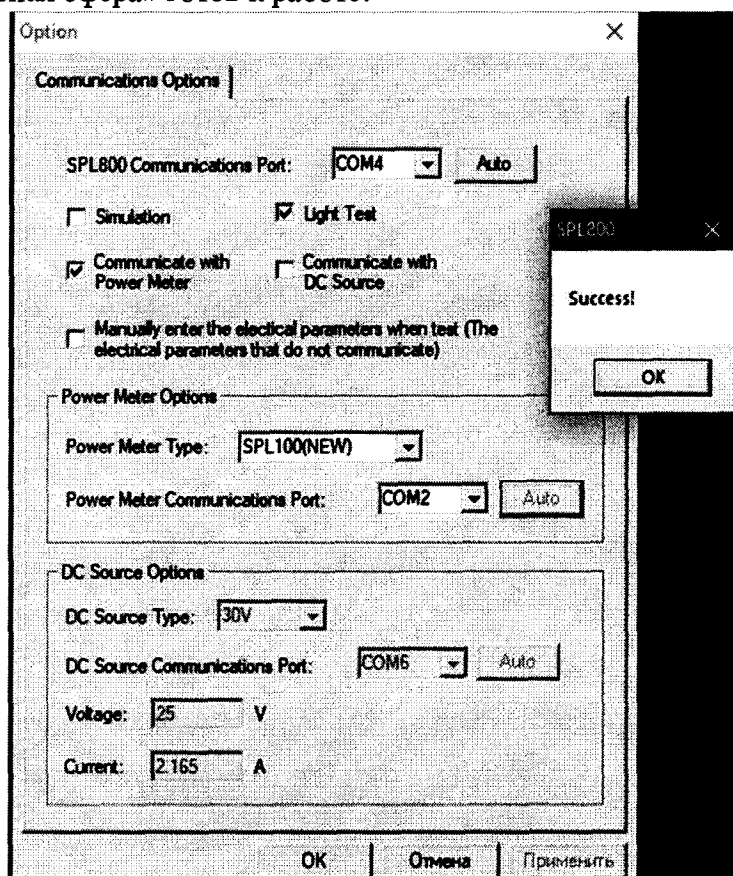 Option
Communications Options
SPL800 Communications Port: COM4 Auto
Simulation Light Test
Communicate with Power Meter
Communicate with DC Source
Manually enter the electical parameters when test (The
electrical parameters that do not communicate)
Power Meter Options
Power Meter Type: SPL100(NEW)
Power Meter Communications Port: COM2 Auto
DC Source Options
DC Source Type: 30V
DC Source Communications Port: COM6 Auto
Voltage: 25 V
Current: 2.165 A
OK Отмена Применить
SPL200
Success!
OK